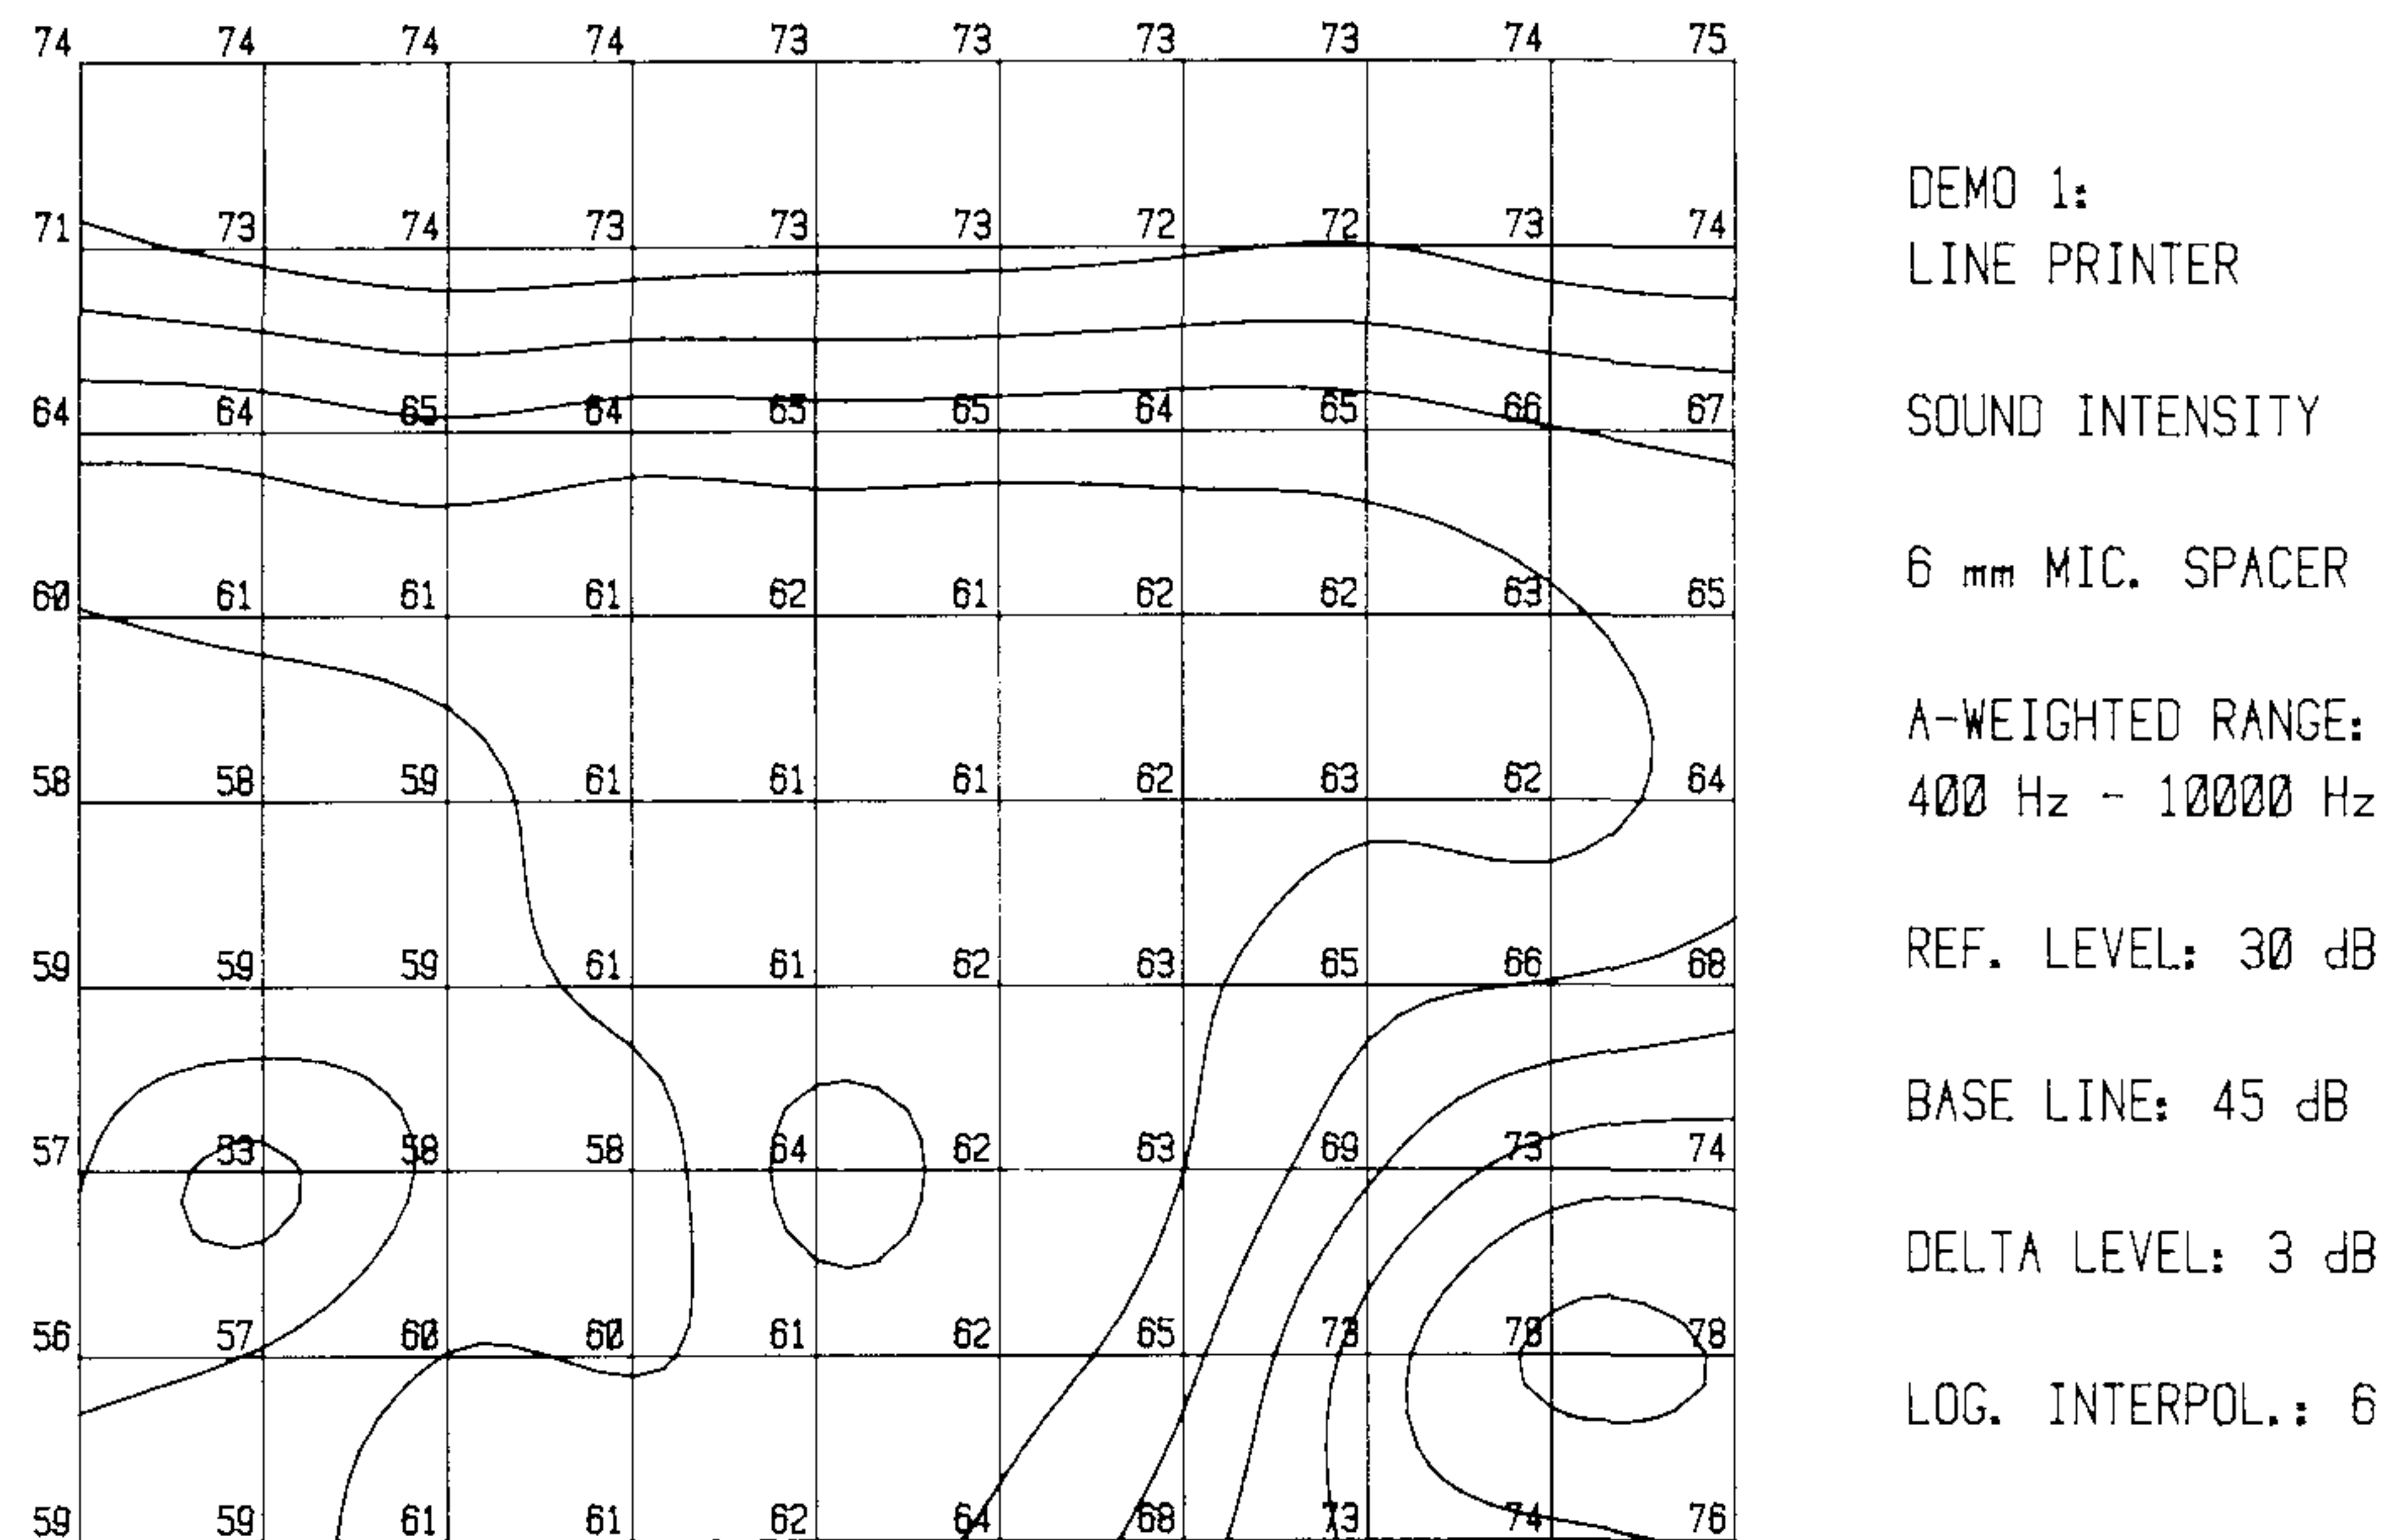 74 74 74 74 73 73 73 73 74 75
71 73 74 73 73 73 72 72 73 74
64 64 65 64 65 65 64 65 66 67
60 61 61 61 62 61 62 62 63 65
58 58 59 61 61 61 62 63 62 64
59 59 59 61 61 62 63 65 66 68
57 53 58 58 64 62 63 69 73 74
56 57 60 60 61 62 65 73 78 78
59 59 61 61 62 64 68 73 74 76
DEMO 1:
LINE PRINTER
SOUND INTENSITY
6 mm MIC. SPACER
A-WEIGHTED RANGE:
400 Hz - 10000 Hz
REF. LEVEL: 30 dB
BASE LINE: 45 dB
DELTA LEVEL: 3 dB
LOG. INTERPOL.: 6